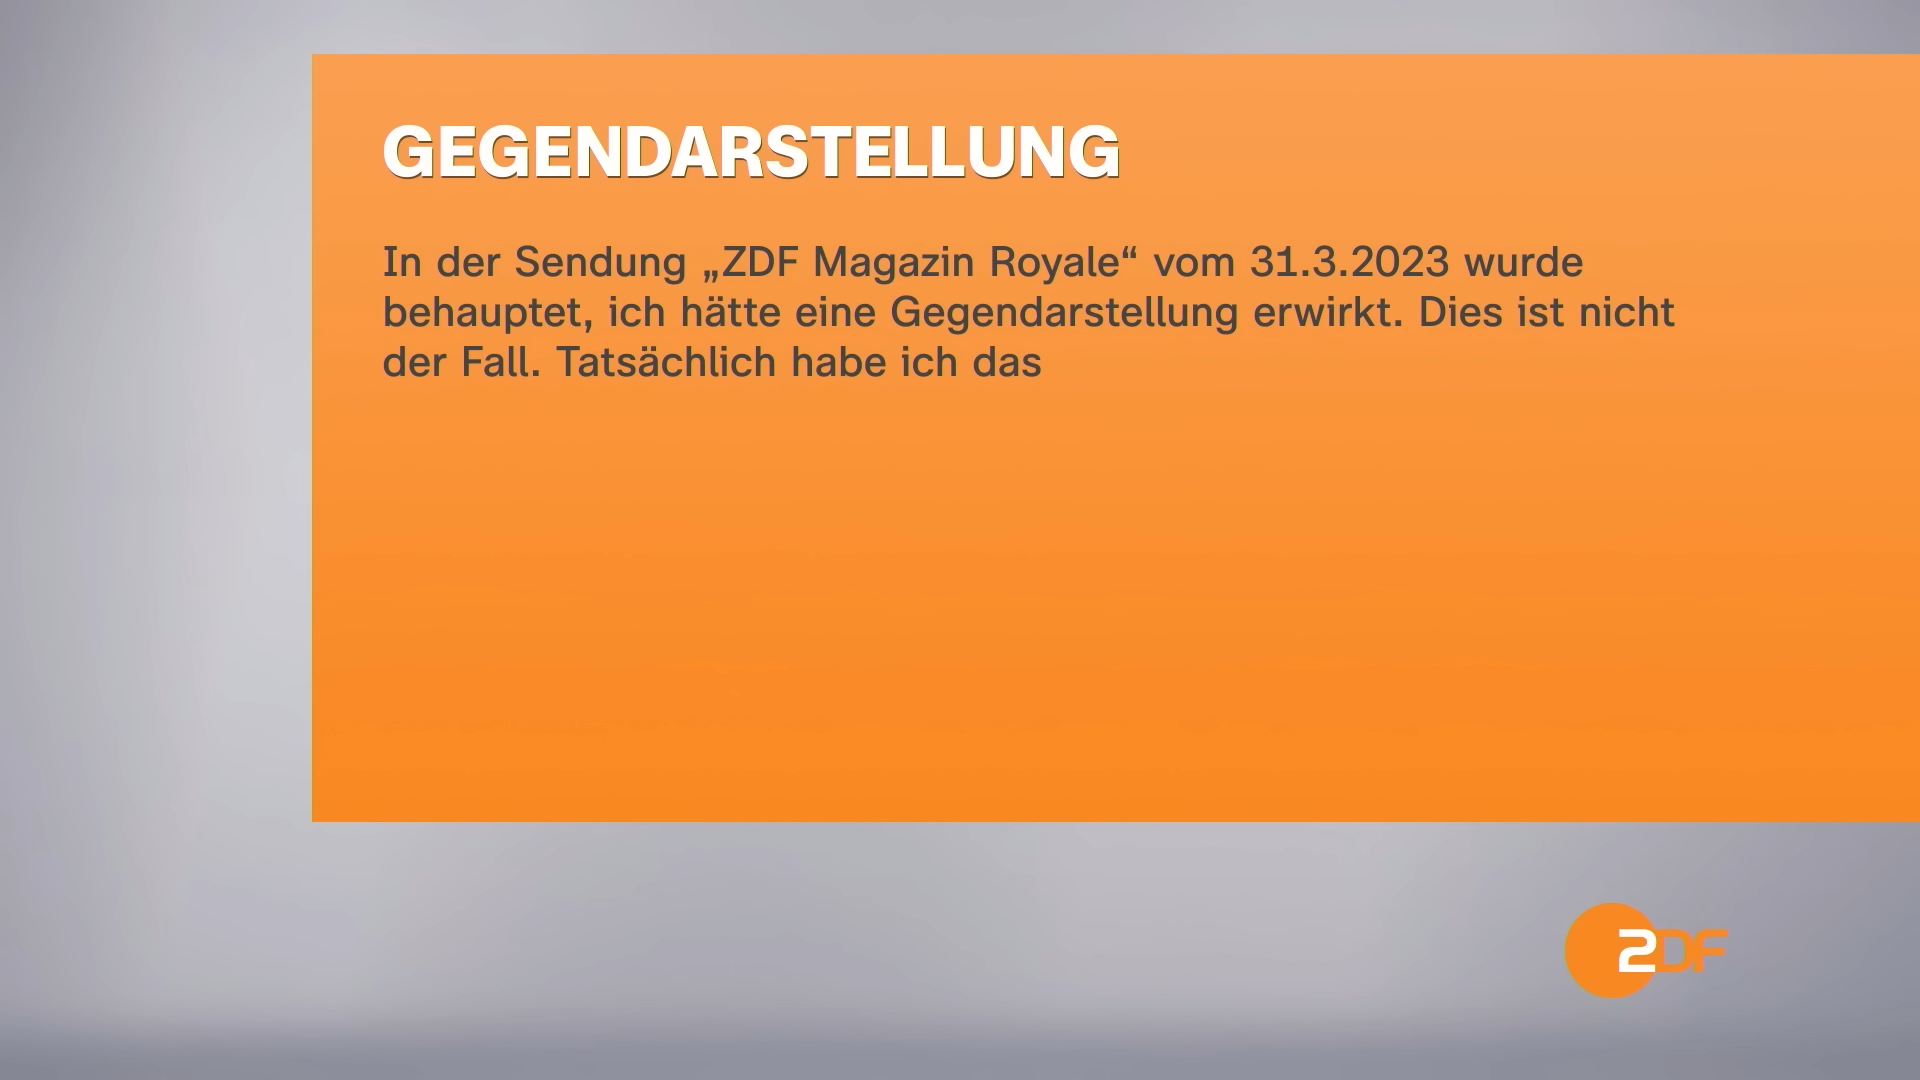 GEGENDARSTELLUNG
In der Sendung „ZDF Magazin Royale“ vom 31.3.2023 wurde
behauptet, ich hätte eine Gegendarstellung erwirkt. Dies ist nicht
der Fall. Tatsächlich habe ich das
ZDF